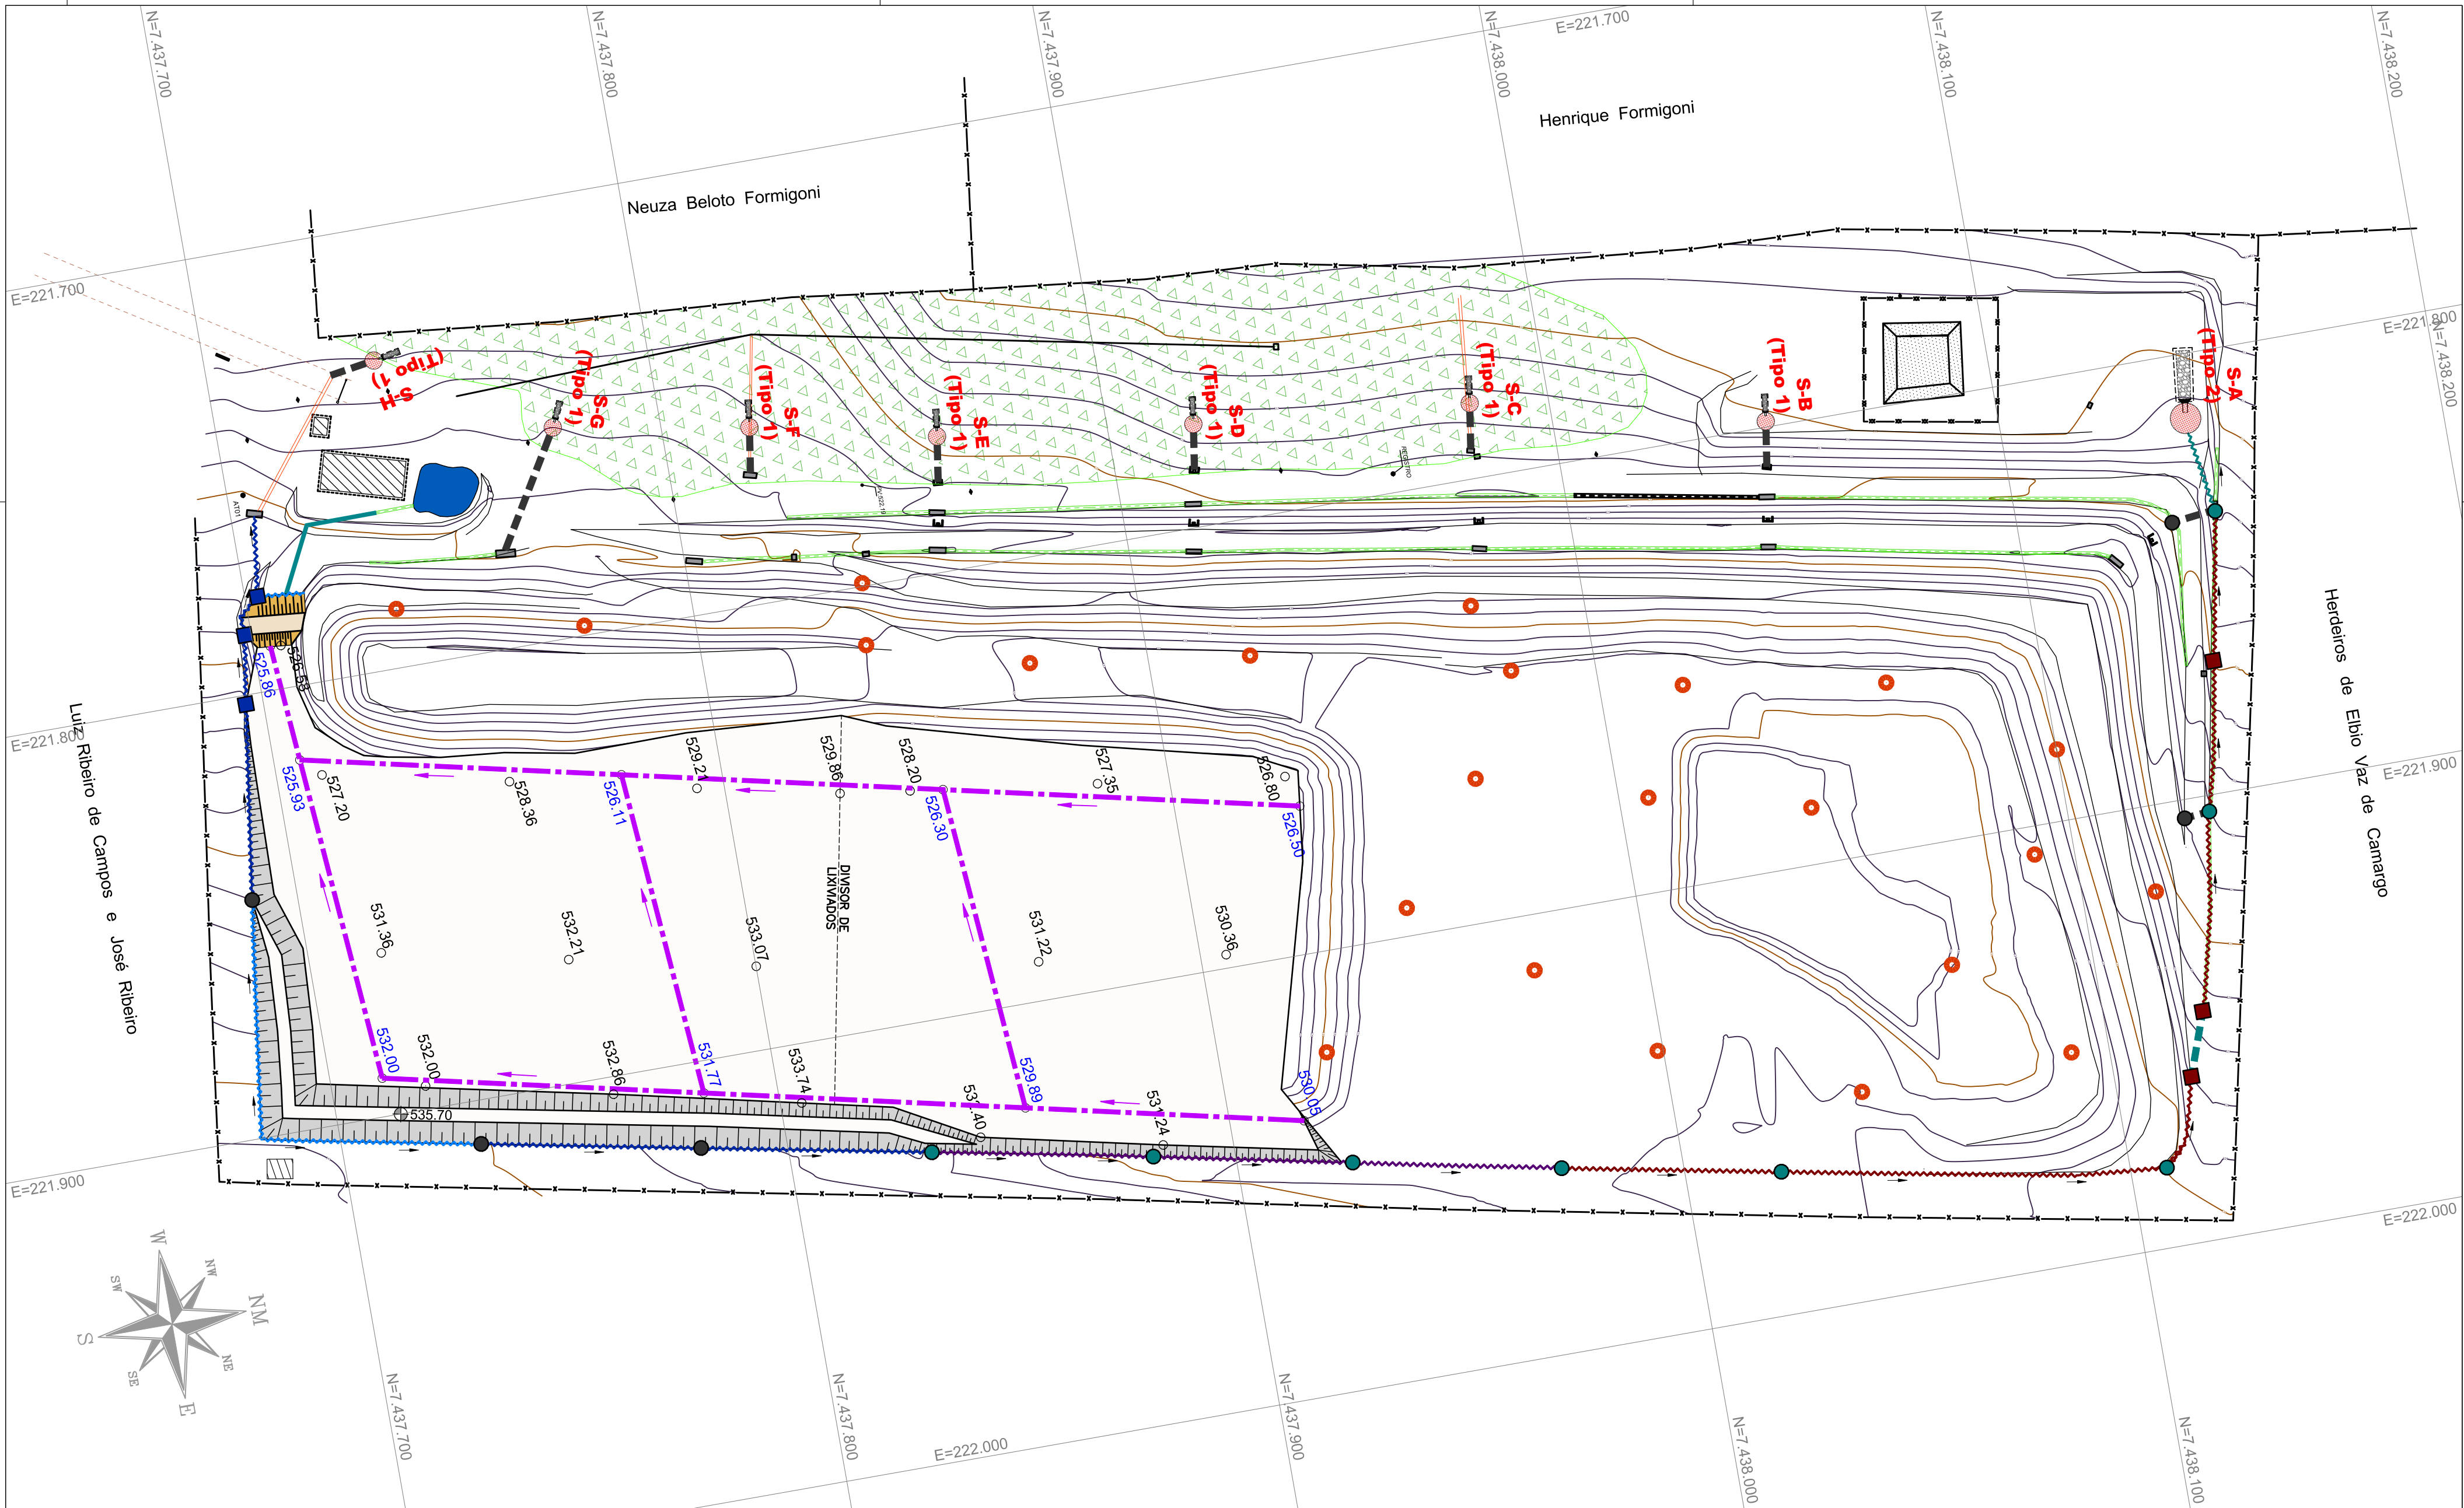 N=7.437.700
N=7.437.800
N=7.437.900
N=7.438.000
E=221.700
N=7.438.100
N=7.438.200
Henrique Formigoni
Neuza Beloto Formigoni
E=221.700
E=221.800
N=7.438.200
S-H
(Tipo 1)
S-G
(Tipo 1)
S-F
(Tipo 1)
S-E
(Tipo 1)
S-D
(Tipo 1)
S-C
(Tipo 1)
S-B
(Tipo 1)
S-A
(Tipo 2)
REGISTRO
AT01
E
E
E
E
E
525.86
526.58
E=221.800
Luiz Ribeiro de Campos e José Ribeiro
Herdeiros de Elbio Vaz de Camargo
E=221.900
525.93
527.20
528.36
526.11
529.21
529.86
528.20
526.30
527.35
526.80
526.50
DIVISOR DE
LIXIVIADOS
531.36
532.21
533.07
531.22
530.36
532.00
532.00
532.86
531.77
533.74
529.89
531.24
530.05
535.70
E=221.900
E=222.000
W
NW
NM
NE
E
SE
S
SW
N=7.437.700
N=7.437.800
E=222.000
N=7.437.900
N=7.438.000
N=7.438.100